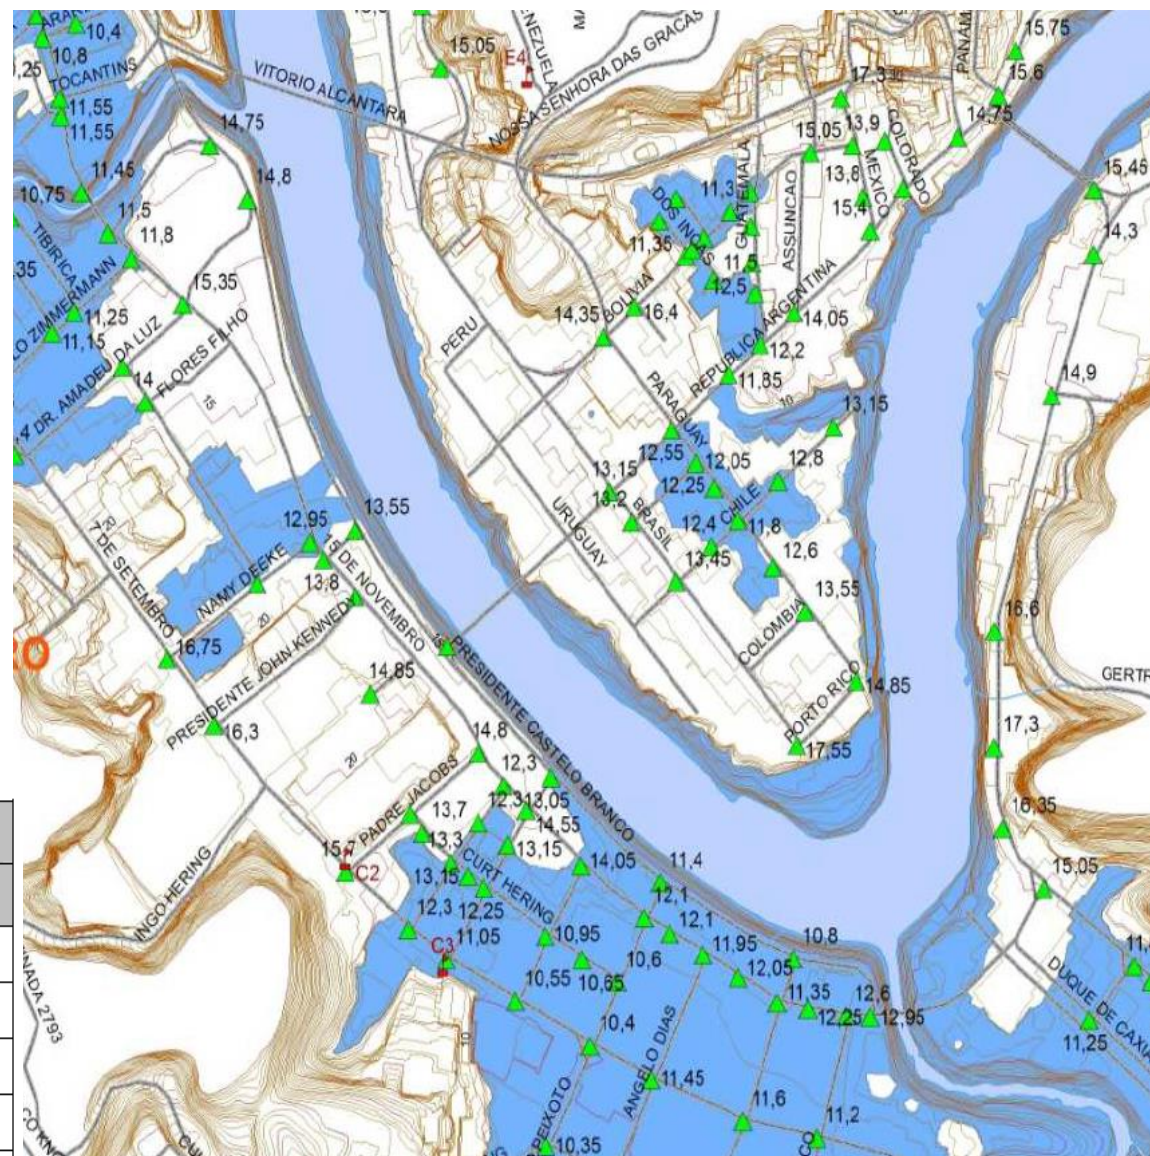 10,4
10,8
TOCANTINS
11,55
11,55
11,45
10,75
11,5
11,8
TIBIRICA
LO ZIMMERMANN
11,25
11,15
14,75
14,8
15,35
DR. AMADEU DA LUZ
14
FLORES FILHO
15
VITORIO ALCANTARA
15,05
E4
NOSSA SENHORA DAS GRACAS
17,3
15,75
15,6
14,75
15,05
13,9
COLORADO
13,8
MEXICO
15,4
15,45
14,3
11,3
DOS INCAS
GUATEMALA
ASSUNCAO
11,35
11,5
12,5
14,05
REPUBLICA ARGENTINA
12,2
11,85
10
BOLIVIA
16,4
14,35
PERU
PARAGUAY
14,9
13,15
12,55
12,05
12,8
13,15
12,25
13,2
BRASIL
CHILE
12,4
11,8
URUGUAY
13,45
12,6
13,55
COLOMBIA
PORTO RICO
14,85
17,55
16,6
GERTR
17,3
16,35
15,05
7 DE SETEMBRO
12,95
13,55
NAMY DEEKE
15 DE NOVEMBRO
13,8
20
PRESIDENTE JOHN KENNEDY
16,75
RO
16,3
14,85
20
PRESIDENTE CASTELO BRANCO
14,8
12,3
PADRE JACOBS
13,7
12,3
13,05
14,55
13,3
13,15
15,7
C2
INGO HERING
CURT HERING
13,15
14,05
11,4
12,3
12,25
12,1
12,1
C3
11,05
10,95
10,6
11,95
10,8
10,55
10,65
12,05
11,35
12,6
12,25
12,95
DUQUE DE CAXIA
11,25
10,4
ANGELO DIAS
11,45
10
11,6
11,2
PEIXOTO
10,35
NADA 2793